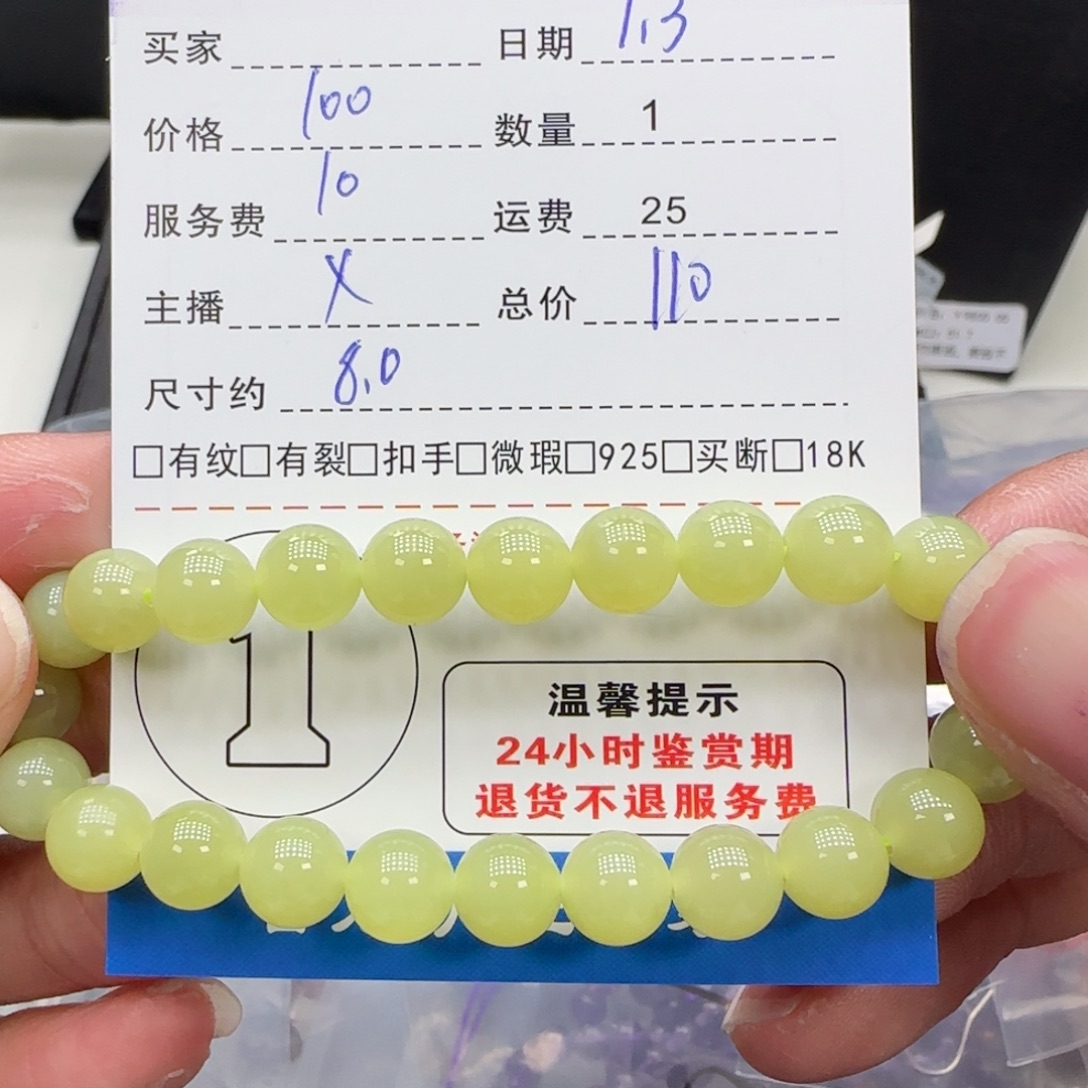 买家 日期 1.3
价格 100 数量 1
服务费 10 运费 25
主播 X 总价 110
尺寸约 8.0
□有纹□有裂□扣手□微瑕□925□买断□18K
1
温馨提示
24小时鉴赏期
退货不退服务费